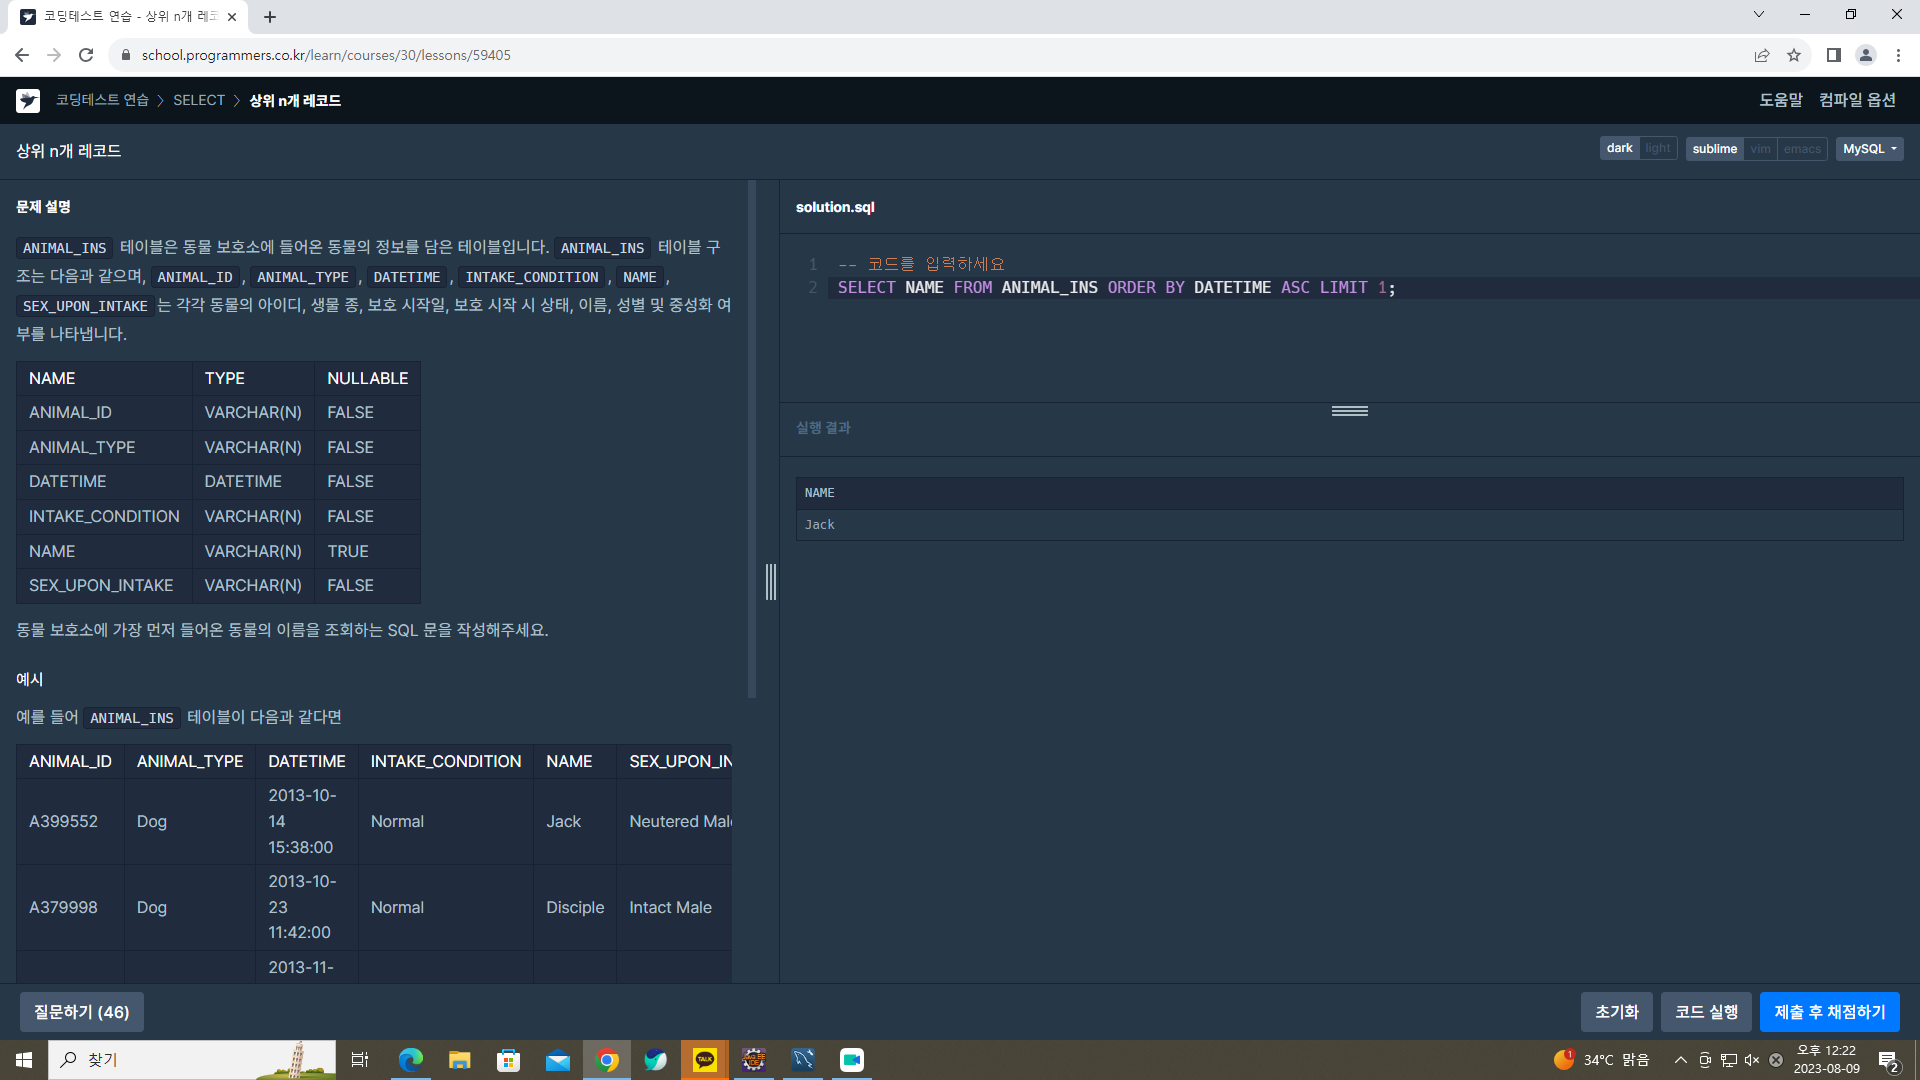 코딩테스트 연습 - 상위 n개 레코
school.programmers.co.kr/learn/courses/30/lessons/59405
코딩테스트 연습 SELECT 상위 n개 레코드
도움말 컴파일 옵션
상위 n개 레코드
dark light sublime vim emacs MySQL
문제 설명
ANIMAL_INS 테이블은 동물 보호소에 들어온 동물의 정보를 담은 테이블입니다. ANIMAL_INS 테이블 구
조는 다음과 같으며, ANIMAL_ID, ANIMAL_TYPE, DATETIME, INTAKE_CONDITION, NAME,
SEX_UPON_INTAKE는 각각 동물의 아이디, 생물 종, 보호 시작일, 보호 시작 시 상태, 이름, 성별 및 중성화 여
부를 나타냅니다.
NAME TYPE NULLABLE
ANIMAL_ID VARCHAR(N) FALSE
ANIMAL_TYPE VARCHAR(N) FALSE
DATETIME DATETIME FALSE
INTAKE_CONDITION VARCHAR(N) FALSE
NAME VARCHAR(N) TRUE
SEX_UPON_INTAKE VARCHAR(N) FALSE
동물 보호소에 가장 먼저 들어온 동물의 이름을 조회하는 SQL 문을 작성해주세요.
예시
예를 들어 ANIMAL_INS 테이블이 다음과 같다면
ANIMAL_ID ANIMAL_TYPE DATETIME INTAKE_CONDITION NAME SEX_UPON_IN
A399552 Dog 2013-10-14 15:38:00 Normal Jack Neutered Mal
A379998 Dog 2013-10-23 11:42:00 Normal Disciple Intact Male
2013-11-
solution.sql
1 -- 코드를 입력하세요
2 SELECT NAME FROM ANIMAL_INS ORDER BY DATETIME ASC LIMIT 1;
실행 결과
NAME
Jack
질문하기 (46)
초기화 코드 실행 제출 후 채점하기
찾기
TALK
1
34°C 맑음
오후 12:22
2023-08-09
2